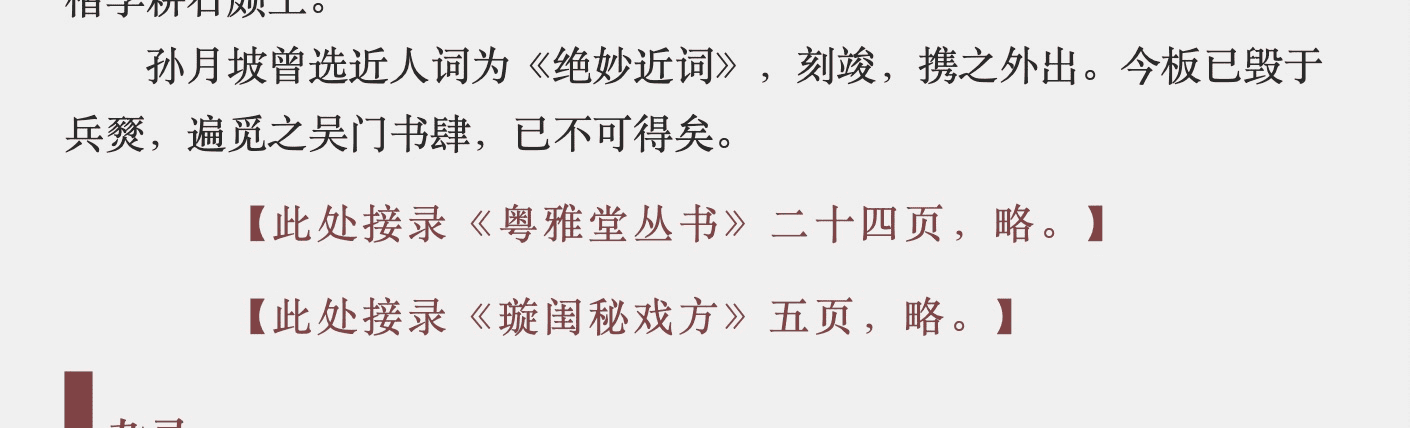 孙月坡曾选近人词为《绝妙近词》，刻竣，携之外出。今板已毁于
兵燹，遍觅之吴门书肆，已不可得矣。
【此处接录《粤雅堂丛书》二十四页，略。】
【此处接录《璇闺秘戏方》五页，略。】